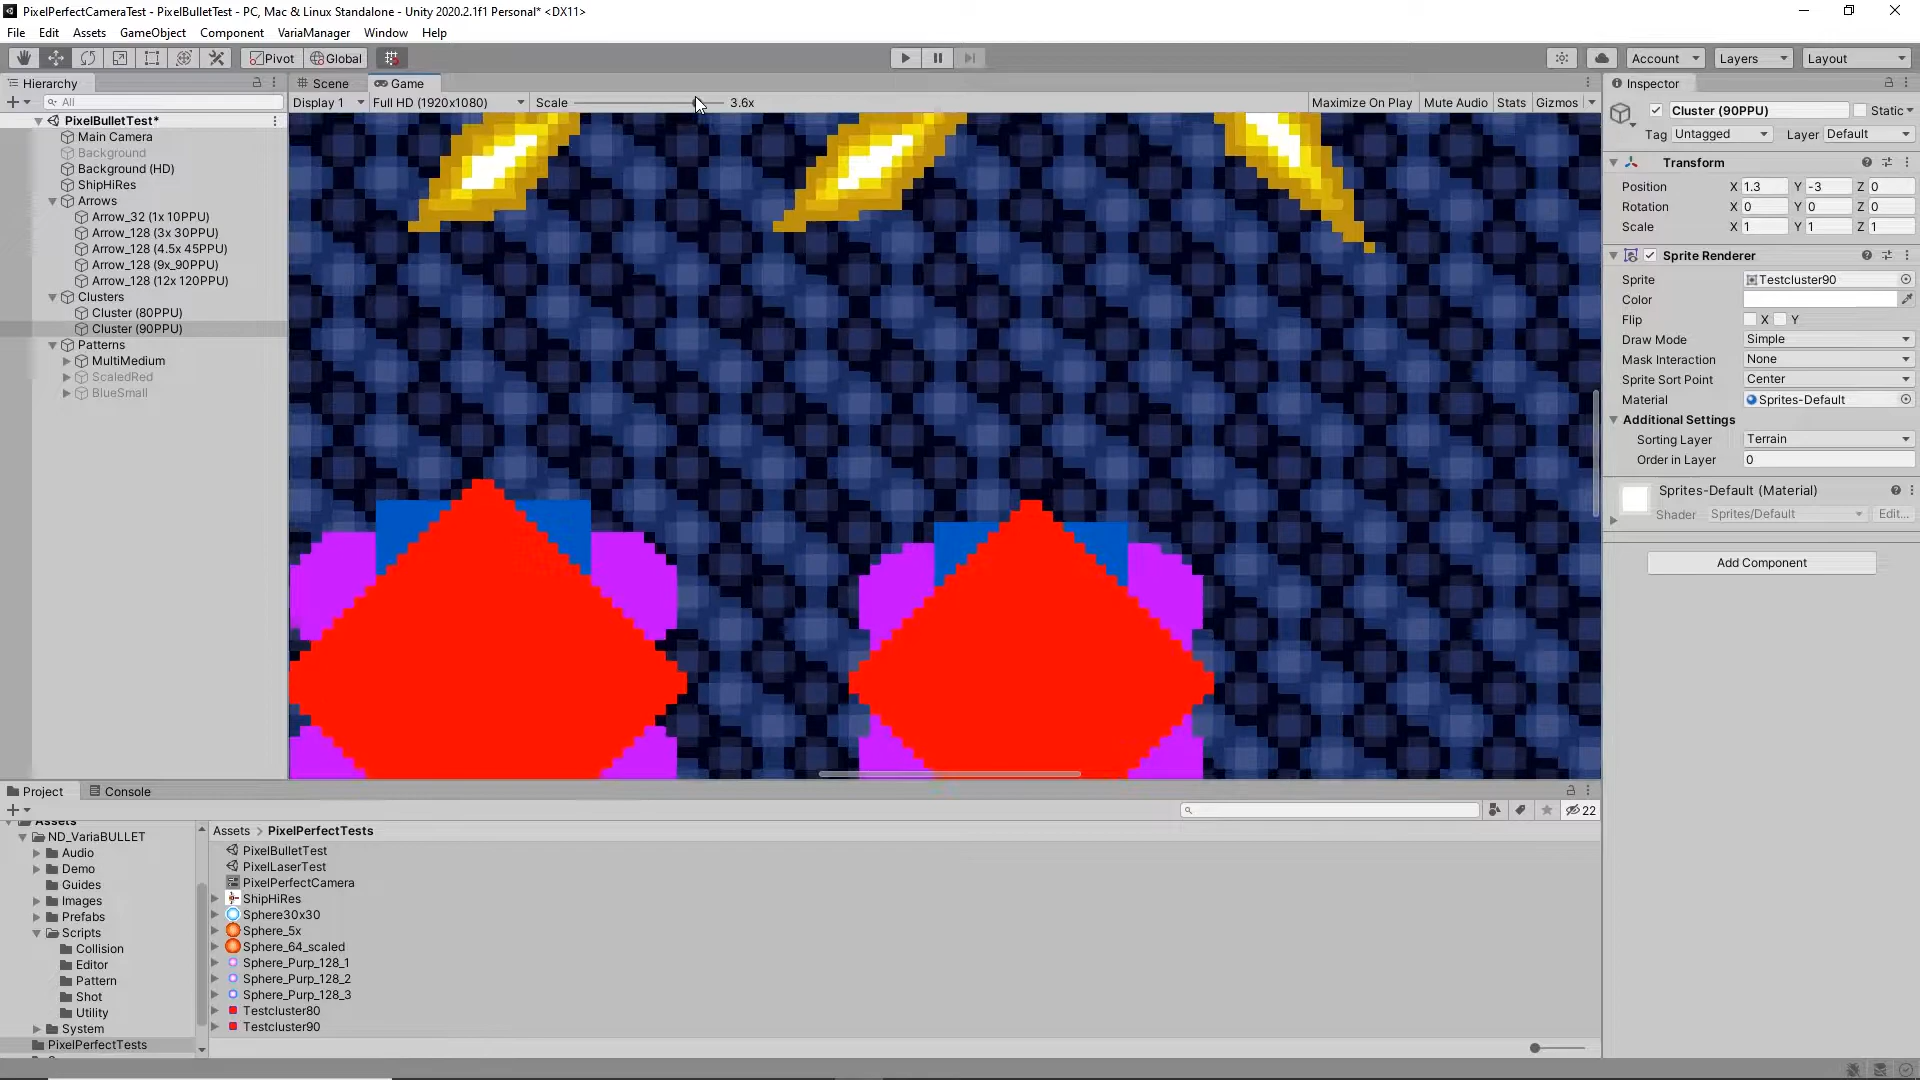 PixelPerfectCameraTest - PixelBulletTest - PC, Mac & Linux Standalone - Unity 2020.2.1f1 Personal* <DX11>
File Edit Assets GameObject Component VariaManager Window Help
Pivot Global Account Layers Layout
Hierarchy Scene Game Inspector
All Display 1 Full HD (1920x1080) Scale 3.6x Maximize On Play Mute Audio Stats Gizmos Cluster (90PPU) Static
PixelBulletTest*
Main Camera
Background
Background (HD)
ShipHiRes
Arrows
Arrow_32 (1x 10PPU)
Arrow_128 (3x 30PPU)
Arrow_128 (4.5x 45PPU)
Arrow_128 (9x_90PPU)
Arrow_128 (12x 120PPU)
Clusters
Cluster (80PPU)
Cluster (90PPU)
Patterns
MultiMedium
ScaledRed
BlueSmall
Tag Untagged Layer Default
Transform
Position X 1.3 Y -3 Z 0
Rotation X 0 Y 0 Z 0
Scale X 1 Y 1 Z 1
Sprite Renderer
Sprite Testcluster90
Color
Flip X Y
Draw Mode Simple
Mask Interaction None
Sprite Sort Point Center
Material Sprites-Default
Additional Settings
Sorting Layer Terrain
Order in Layer 0
Sprites-Default (Material)
Shader Sprites/Default Edit...
Add Component
Project Console
22
Assets
ND_VariaBULLET
Audio
Demo
Guides
Images
Prefabs
Scripts
Collision
Editor
Pattern
Shot
Utility
System
PixelPerfectTests
Assets > PixelPerfectTests
PixelBulletTest
PixelLaserTest
PixelPerfectCamera
ShipHiRes
Sphere30x30
Sphere_5x
Sphere_64_scaled
Sphere_Purp_128_1
Sphere_Purp_128_2
Sphere_Purp_128_3
Testcluster80
Testcluster90